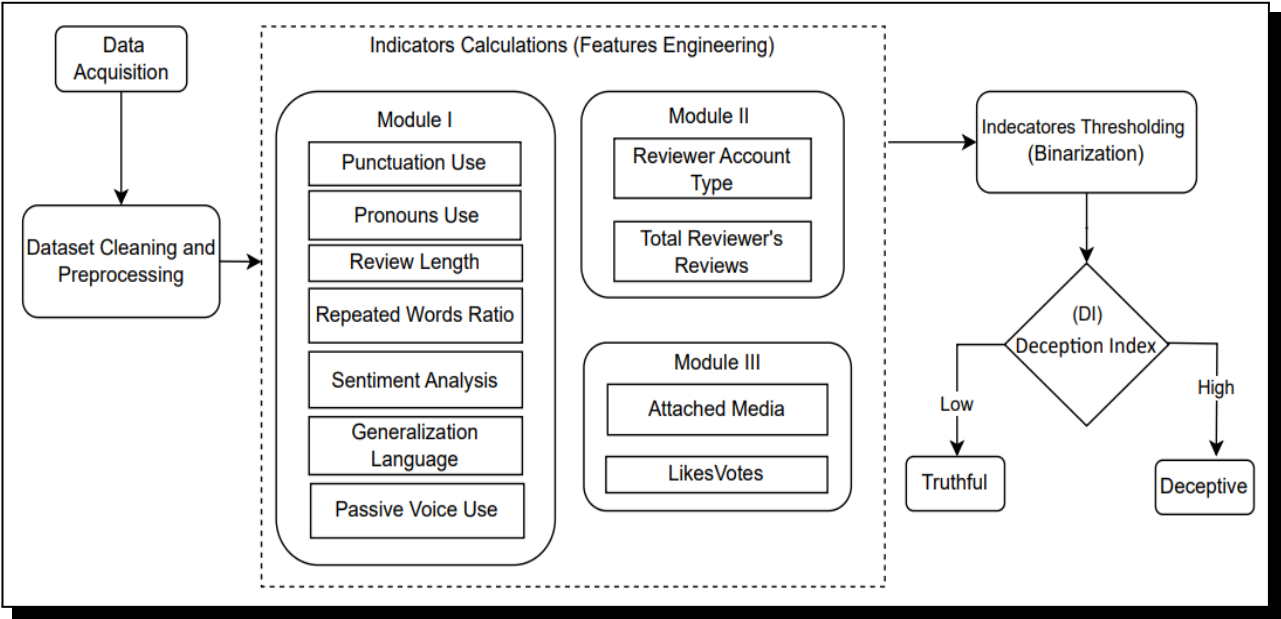 Data
Acquisition
Dataset Cleaning and
Preprocessing
Indicators Calculations (Features Engineering)
Module I
Punctuation Use
Pronouns Use
Review Length
Repeated Words Ratio
Sentiment Analysis
Generalization
Language
Passive Voice Use
Module II
Reviewer Account
Type
Total Reviewer's
Reviews
Module III
Attached Media
LikesVotes
Indecatores Thresholding
(Binarization)
(DI)
Deception Index
Low
High
Truthful
Deceptive